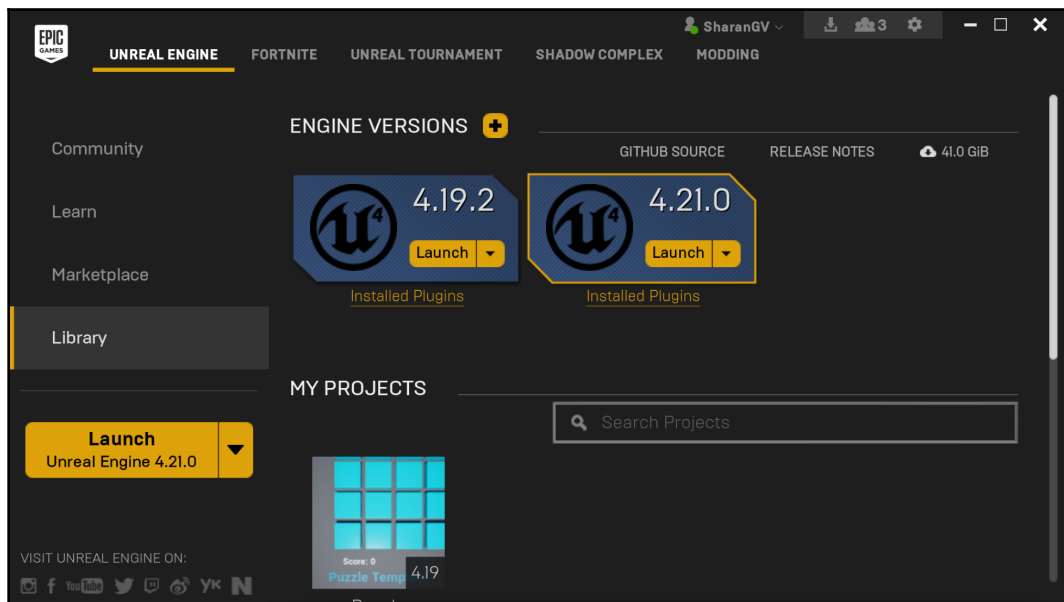 EPIC
GAMES
SharanGV
3
UNREAL ENGINE
FORTNITE
UNREAL TOURNAMENT
SHADOW COMPLEX
MODDING
Community
Learn
Marketplace
Library
Launch
Unreal Engine 4.21.0
VISIT UNREAL ENGINE ON:
You Tube
ENGINE VERSIONS
GITHUB SOURCE
RELEASE NOTES
41.0 GiB
4.19.2
Launch
Installed Plugins
4.21.0
Launch
Installed Plugins
MY PROJECTS
Search Projects
Score: 0
Puzzle Temp
4.19